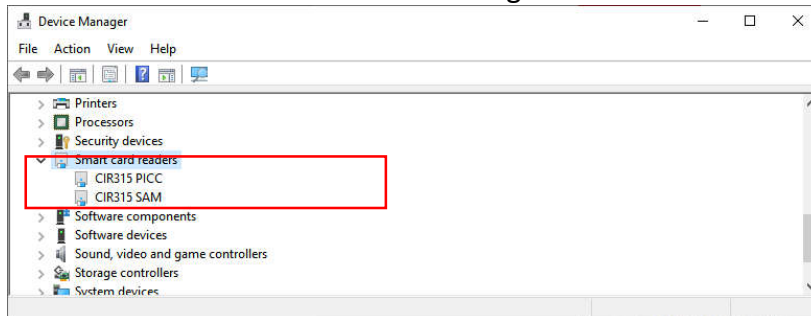 Device Manager
File Action View Help
Printers
Processors
Security devices
Smart card readers
CIR315 PICC
CIR315 SAM
Software components
Software devices
Sound, video and game controllers
Storage controllers
System devices